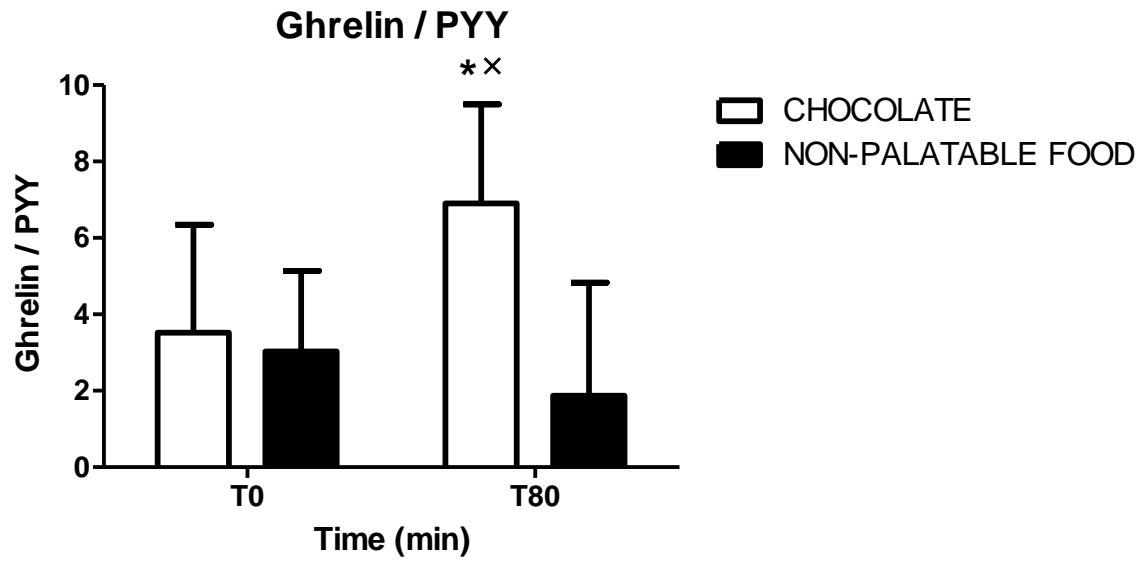 Ghrelin / PYY
*×
10
8
6
4
2
0
Ghrelin / PYY
T0 T80
Time (min)
CHOCOLATE
NON-PALATABLE FOOD